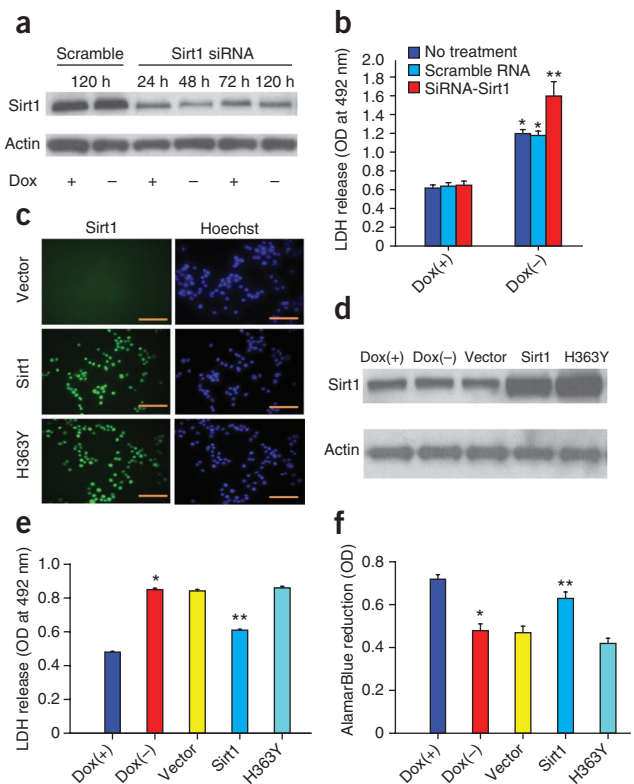 a
Scramble Sirt1 siRNA
120 h 24 h 48 h 72 h 120 h
Sirt1
Actin
Dox + – + – + –
b
No treatment
Scramble RNA
SiRNA-Sirt1
LDH release (OD at 492 nm)
2.0
1.8
1.6
1.4
1.2
1.0
0.8
0.6
0.4
0.2
0
* * **
Dox(+) Dox(–)
c
Sirt1 Hoechst
Vector
Sirt1
H363Y
d
Dox(+) Dox(–) Vector Sirt1 H363Y
Sirt1
Actin
e
LDH release (OD at 492 nm)
1.0
0.8
0.6
0.4
0.2
0
* **
Dox(+) Dox(–) Vector Sirt1 H363Y
f
AlamarBlue reduction (OD)
0.8
0.6
0.4
0.2
0
* **
Dox(+) Dox(–) Vector Sirt1 H363Y